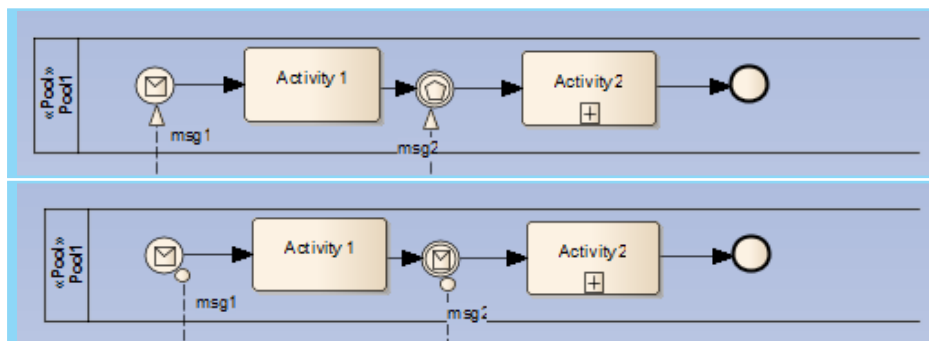 «Pool»
Pool1
Activity 1
Activity2
msg1
msg2
«Pool»
Pool1
Activity 1
Activity2
msg1
msg2